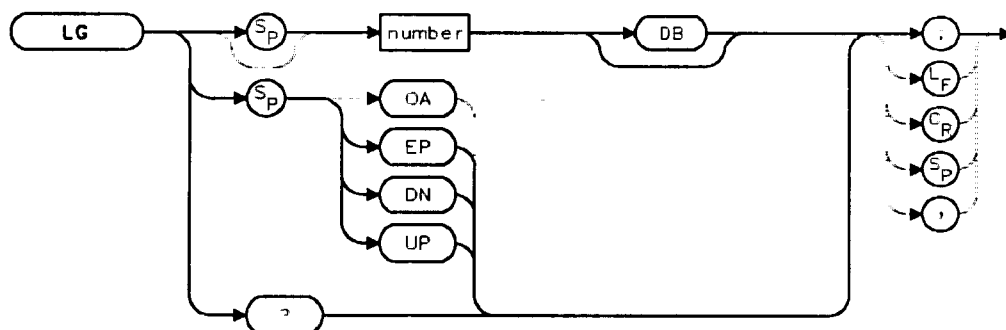 LG SP number DB ;
LF
SP OA CR
EP SP
DN ,
UP
?